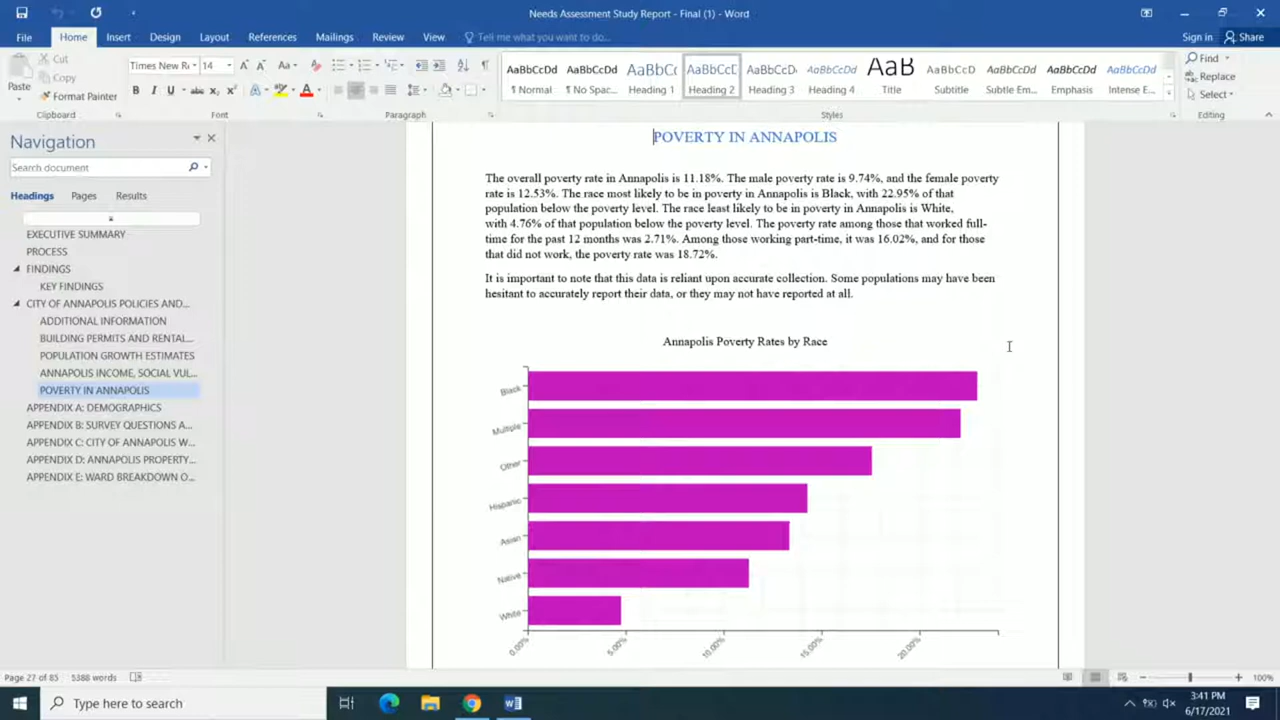 Needs Assessment Study Report - Final (1) - Word
File Home Insert Design Layout References Mailings Review View Tell me what you want to do... Sign in Share
Cut
Copy
Format Painter
Paste
Clipboard
Times New Ro 14
Font
Paragraph
AaBbCcDd AaBbCcDd AaBbCc AaBbCcD AaBbCcD AaBbCcDd AaB AaBbCcD AaBbCcDd AaBbCcDd AaBbCcDd
¶ Normal ¶ No Spac... Heading 1 Heading 2 Heading 3 Heading 4 Title Subtitle Subtle Em... Emphasis Intense E...
Styles
Find
Replace
Select
Editing
Navigation
Search document
Headings Pages Results
EXECUTIVE SUMMARY
PROCESS
FINDINGS
KEY FINDINGS
CITY OF ANNAPOLIS POLICIES AND...
ADDITIONAL INFORMATION
BUILDING PERMITS AND RENTAL...
POPULATION GROWTH ESTIMATES
ANNAPOLIS INCOME, SOCIAL VUL...
POVERTY IN ANNAPOLIS
APPENDIX A: DEMOGRAPHICS
APPENDIX B: SURVEY QUESTIONS A...
APPENDIX C: CITY OF ANNAPOLIS W...
APPENDIX D: ANNAPOLIS PROPERTY...
APPENDIX E: WARD BREAKDOWN O...
POVERTY IN ANNAPOLIS
The overall poverty rate in Annapolis is 11.18%. The male poverty rate is 9.74%, and the female poverty
rate is 12.53%. The race most likely to be in poverty in Annapolis is Black, with 22.95% of that
population below the poverty level. The race least likely to be in poverty in Annapolis is White,
with 4.76% of that population below the poverty level. The poverty rate among those that worked full-
time for the past 12 months was 2.71%. Among those working part-time, it was 16.02%, and for those
that did not work, the poverty rate was 18.72%.
It is important to note that this data is reliant upon accurate collection. Some populations may have been
hesitant to accurately report their data, or they may not have reported at all.
Annapolis Poverty Rates by Race
Black
Multiple
Other
Hispanic
Asian
Native
White
0.00% 5.00% 10.00% 15.00% 20.00%
Page 27 of 85 5388 words
100%
Type here to search
3:41 PM
6/17/2021